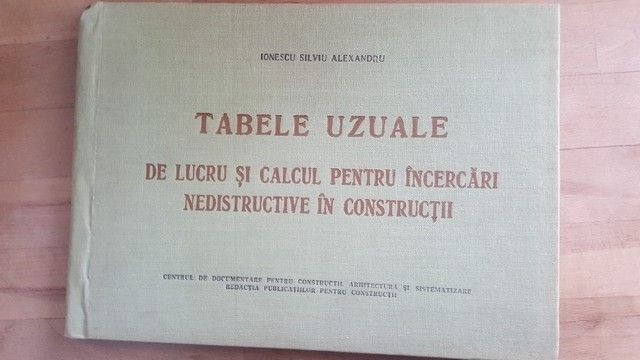 IONESCU SILVIU ALEXANDRU
TABELE UZUALE
DE LUCRU ȘI CALCUL PENTRU ÎNCERCĂRI
NEDISTRUCTIVE ÎN CONSTRUCȚII
CENTRUL DE DOCUMENTARE PENTRU CONSTRUCȚII, ARHITECTURĂ ȘI SISTEMATIZARE
REDACȚIA PUBLICAȚIILOR PENTRU CONSTRUCȚII